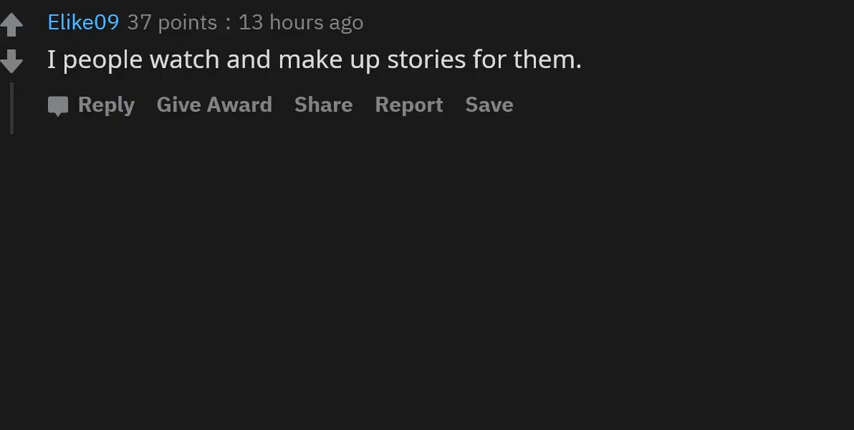 Elike09 37 points : 13 hours ago
I people watch and make up stories for them.
Reply Give Award Share Report Save